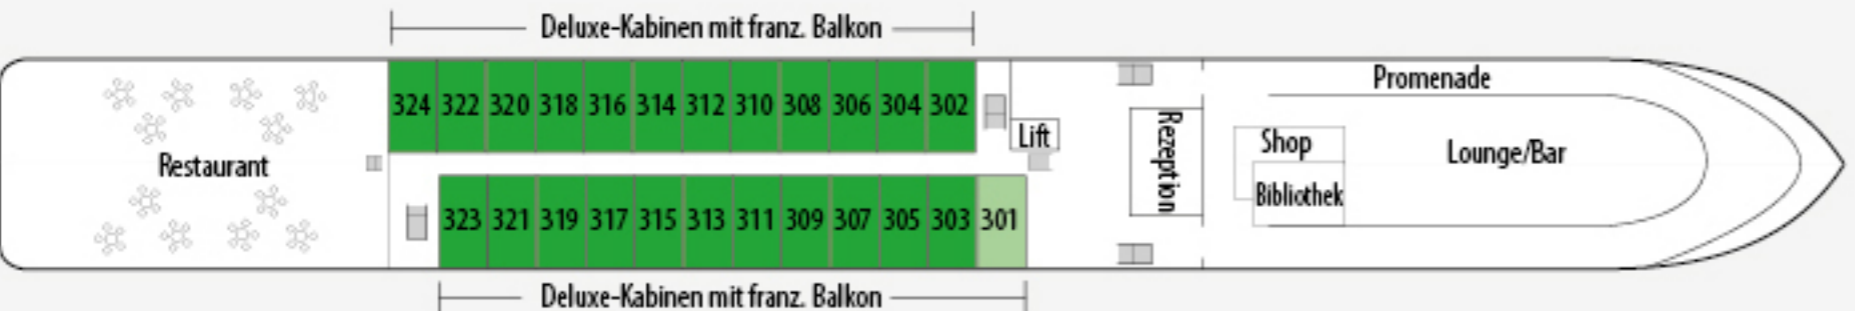 Deluxe-Kabinen mit franz. Balkon
324 322 320 318 316 314 312 310 308 306 304 302
Lift
Restaurant
323 321 319 317 315 313 311 309 307 305 303 301
Rezeption
Promenade
Shop
Bibliothek
Lounge/Bar
Deluxe-Kabinen mit franz. Balkon